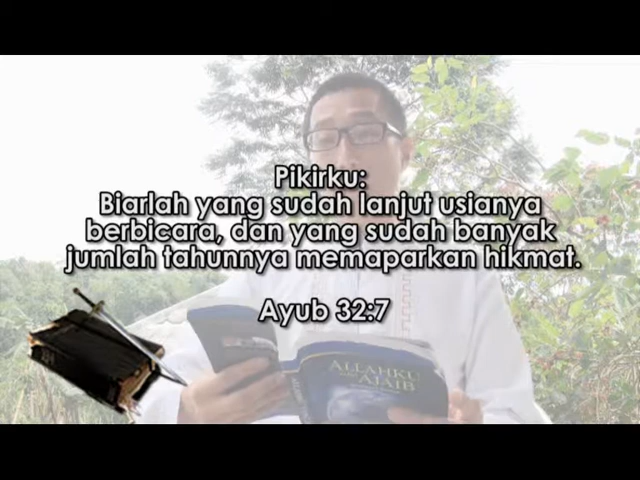 Pikirku:
Biarlah yang sudah lanjut usianya
berbicara, dan yang sudah banyak
jumlah tahunnya memaparkan hikmat.
Ayub 32:7
ALLAHKU
AJAIB